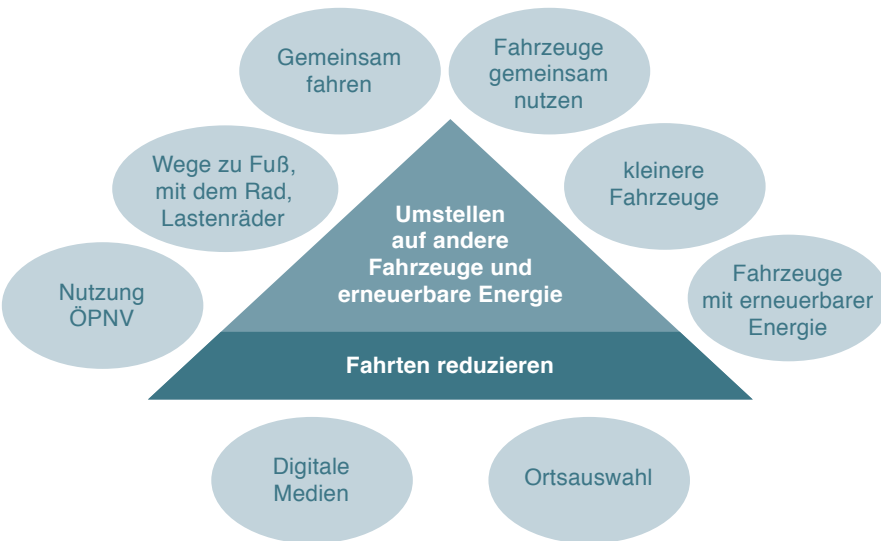 Gemeinsam
fahren
Fahrzeuge
gemeinsam
nutzen
Wege zu Fuß,
mit dem Rad,
Lastenräder
kleinere
Fahrzeuge
Umstellen
auf andere
Fahrzeuge und
erneuerbare Energie
Nutzung
ÖPNV
Fahrzeuge
mit erneuerbarer
Energie
Fahrten reduzieren
Digitale
Medien
Ortsauswahl